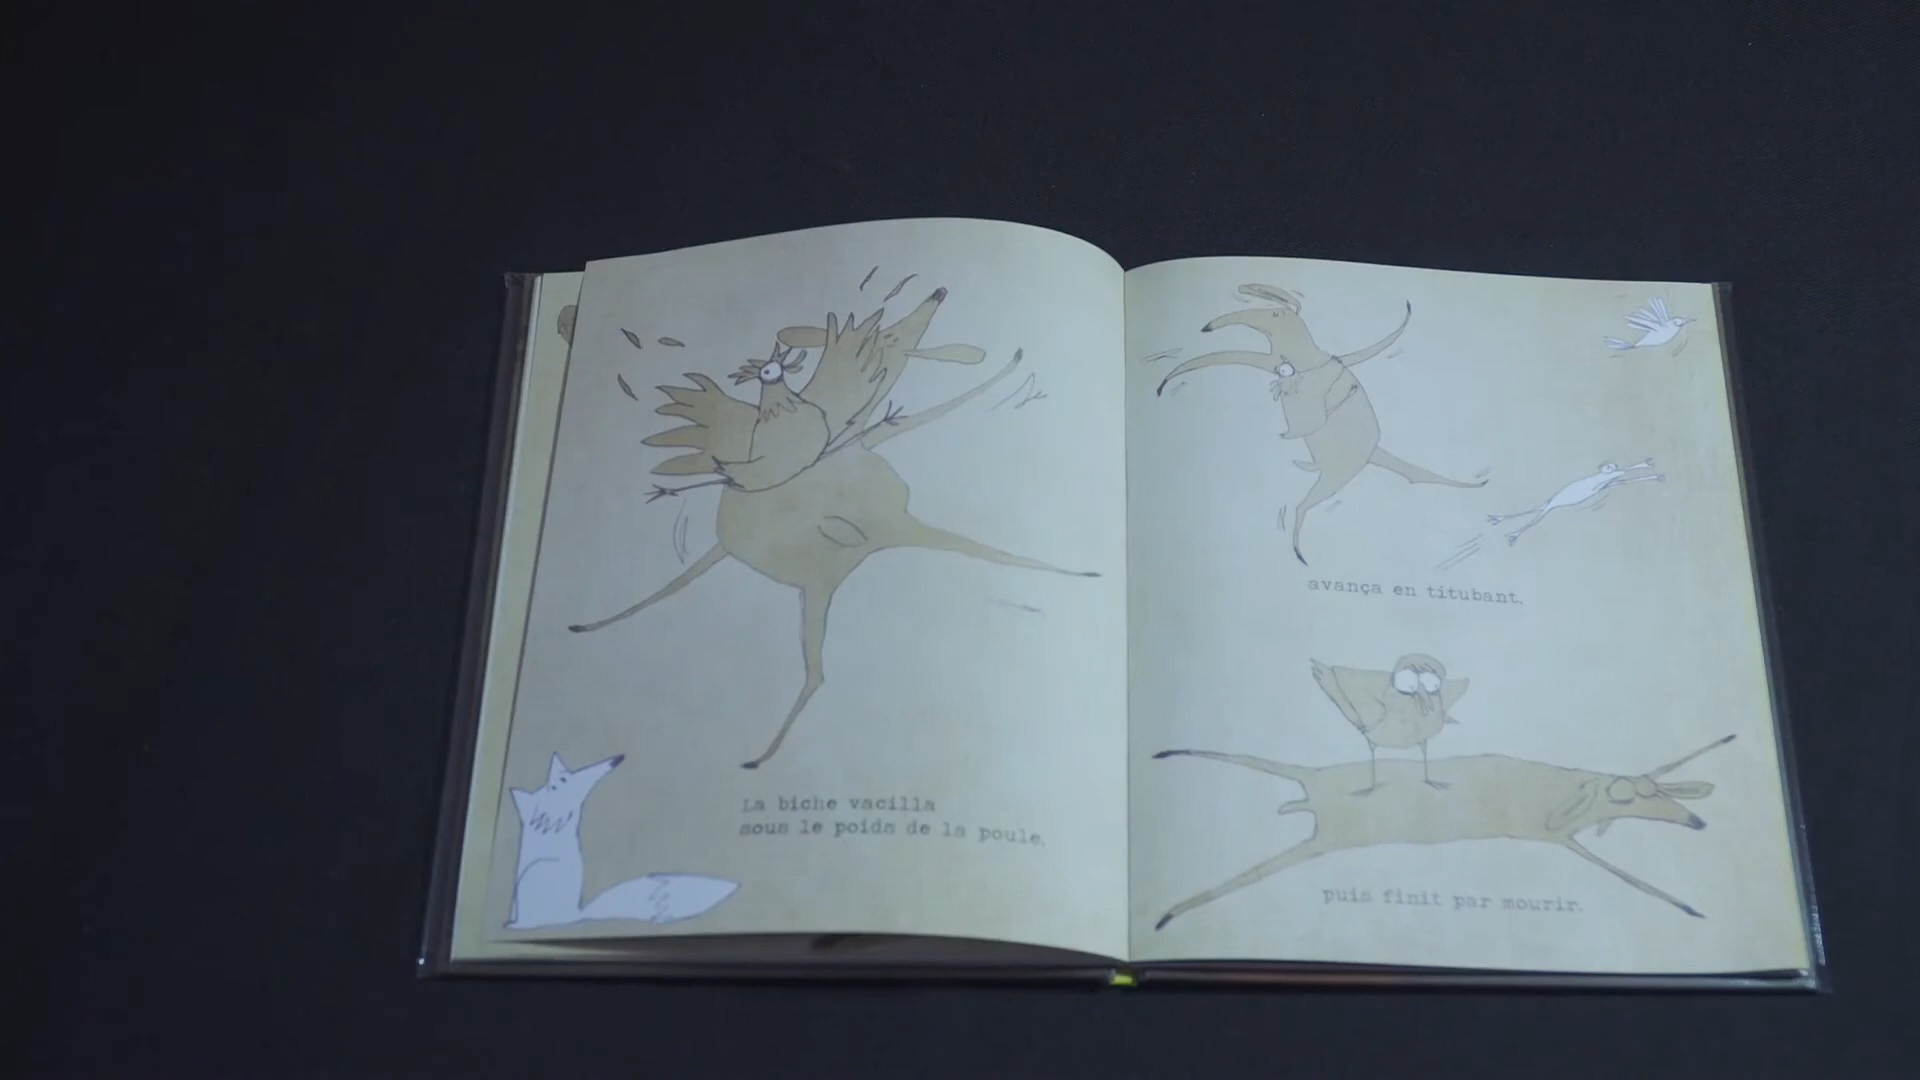 La biche vacilla
sous le poids de la poule,
avança en titubant,
puis finit par mourir.